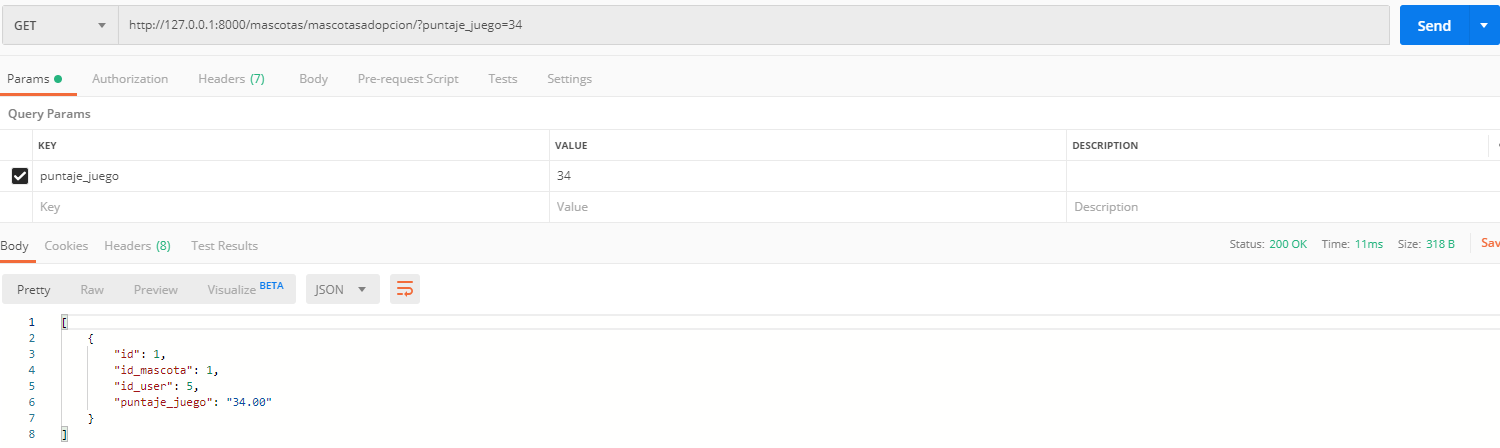 GET http://127.0.0.1:8000/mascotas/mascotasadopcion/?puntaje_juego=34 Send
Params Authorization Headers (7) Body Pre-request Script Tests Settings
Query Params
KEY VALUE DESCRIPTION
puntaje_juego 34
Key Value Description
Body Cookies Headers (8) Test Results Status: 200 OK Time: 11ms Size: 318 B Sav
Pretty Raw Preview Visualize BETA JSON
1 [
2 {
3 "id": 1,
4 "id_mascota": 1,
5 "id_user": 5,
6 "puntaje_juego": "34.00"
7 }
8 ]